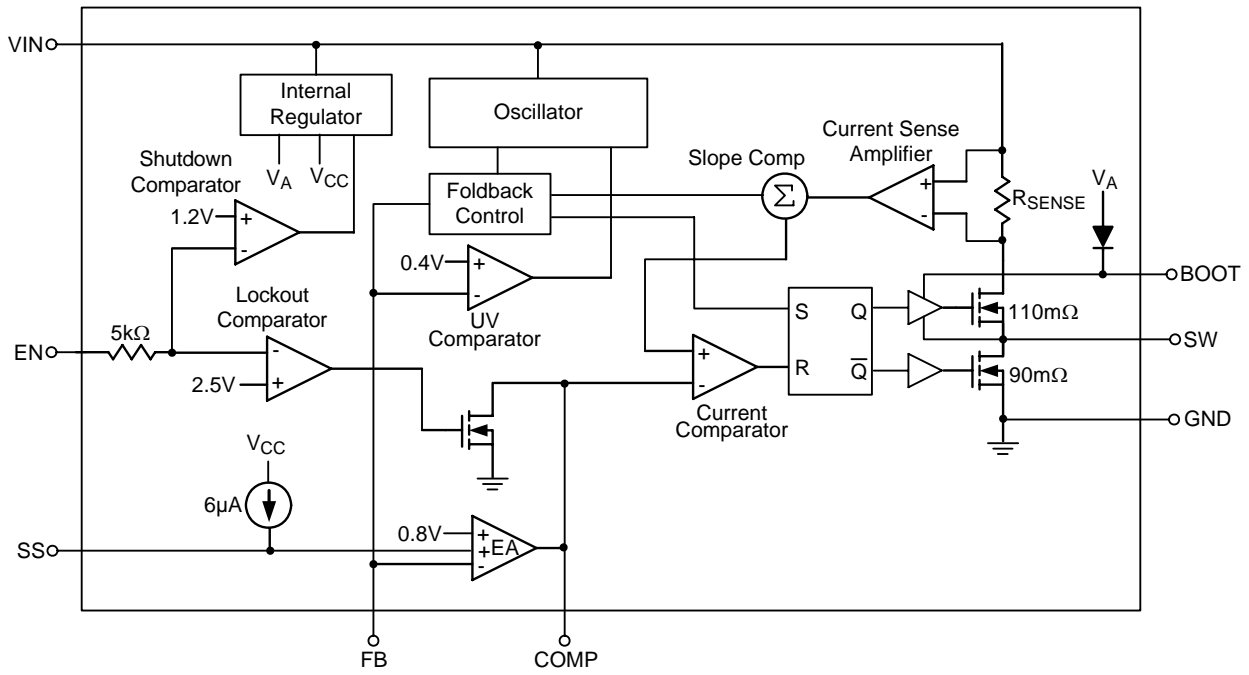 VIN
Internal
Regulator
Oscillator
Current Sense
Amplifier
Shutdown
Comparator
VA
VCC
Slope Comp
Foldback
Control
Σ
+
-
RSENSE
VA
1.2V
+
-
0.4V
+
-
UV
Comparator
BOOT
Lockout
Comparator
S
Q
110mΩ
EN
5kΩ
-
2.5V
+
+
-
R
Q̅
SW
90mΩ
Current
Comparator
GND
VCC
6µA
0.8V
+
SS
+
EA
-
FB
COMP